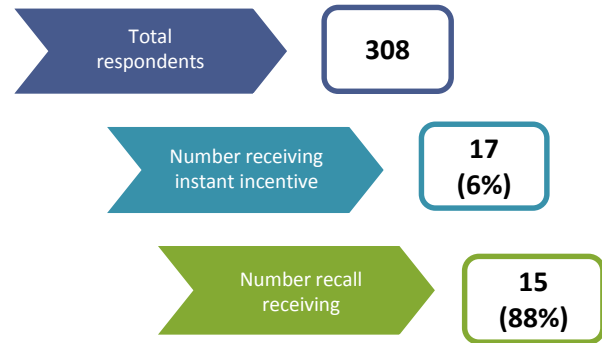 Total
respondents
308
Number receiving
instant incentive
17
(6%)
Number recall
receiving
15
(88%)